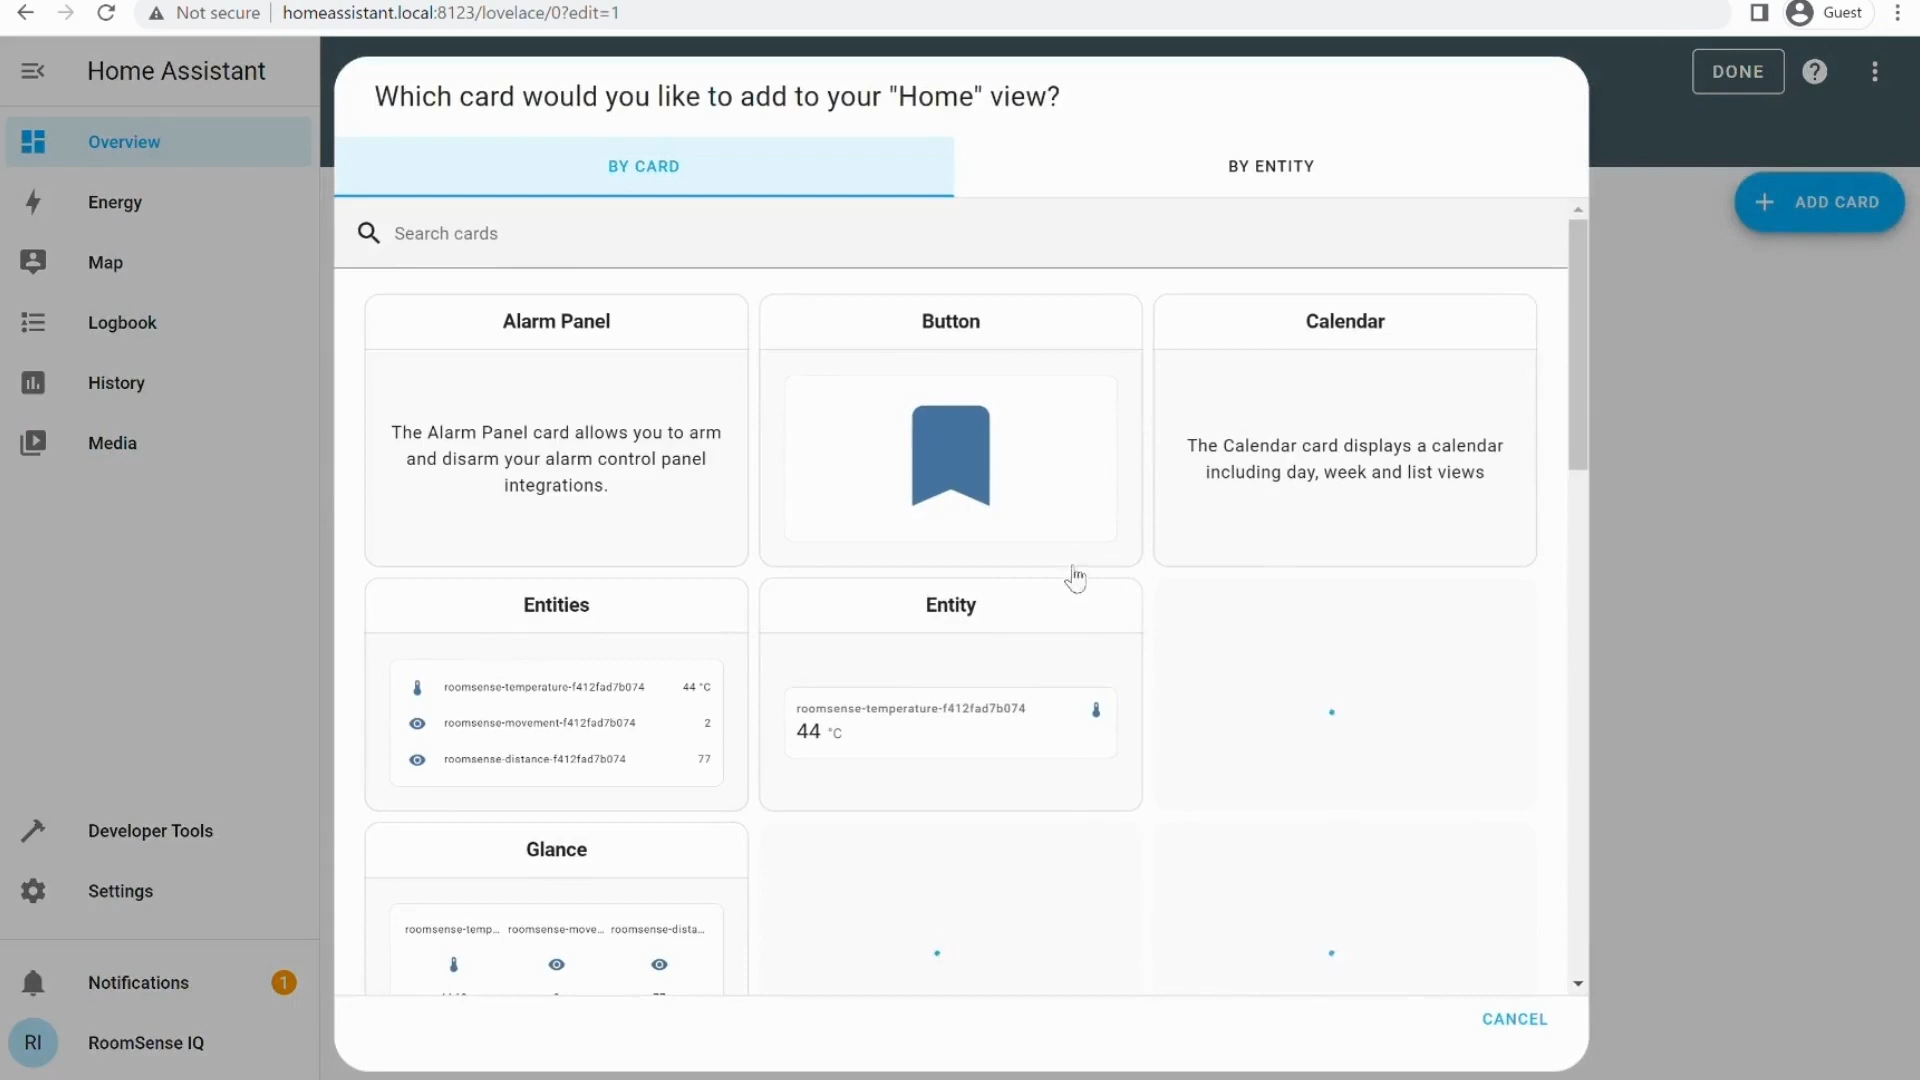 Not secure
homeassistant.local:8123/lovelace/0?edit=1
Guest
Home Assistant
Overview
Energy
Map
Logbook
History
Media
Developer Tools
Settings
Notifications
1
RI
RoomSense IQ
DONE
ADD CARD
Which card would you like to add to your "Home" view?
BY CARD
BY ENTITY
Search cards
Alarm Panel
The Alarm Panel card allows you to arm
and disarm your alarm control panel
integrations.
Button
Calendar
The Calendar card displays a calendar
including day, week and list views
Entities
roomsense-temperature-f412fad7b074 44 °C
roomsense-movement-f412fad7b074 2
roomsense-distance-f412fad7b074 77
Entity
roomsense-temperature-f412fad7b074
44 °C
Glance
roomsense-temp... roomsense-move... roomsense-dista...
CANCEL